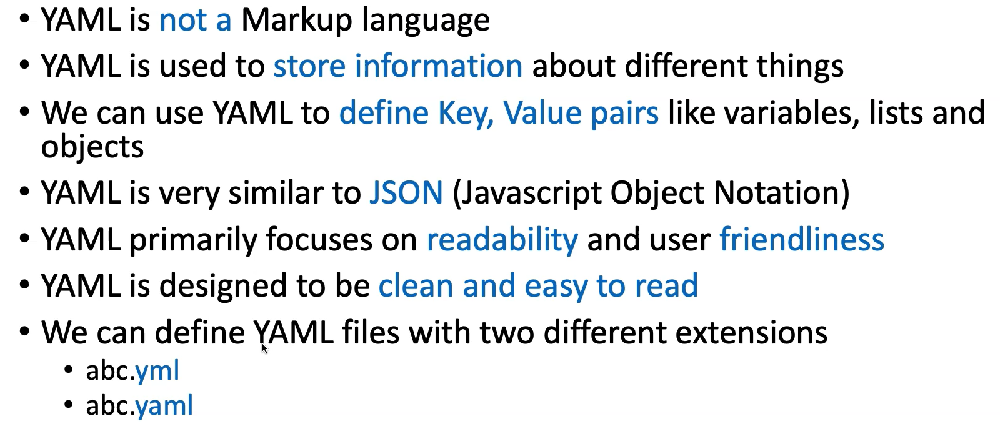 • YAML is not a Markup language
• YAML is used to store information about different things
• We can use YAML to define Key, Value pairs like variables, lists and
objects
• YAML is very similar to JSON (Javascript Object Notation)
• YAML primarily focuses on readability and user friendliness
• YAML is designed to be clean and easy to read
• We can define YAML files with two different extensions
• abc.yml
• abc.yaml